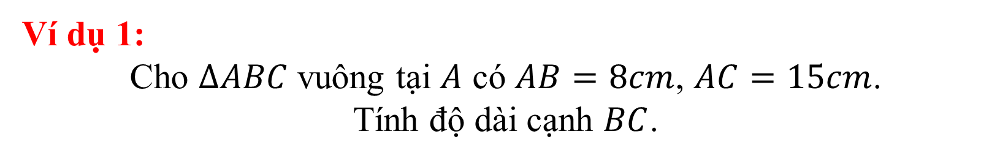 Ví dụ 1:
Cho ΔABC vuông tại A có AB = 8cm, AC = 15cm.
Tính độ dài cạnh BC.